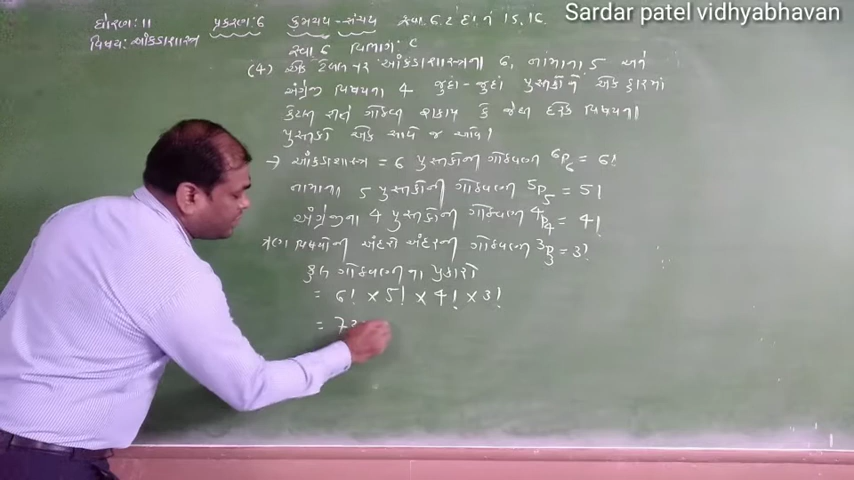 Sardar patel vidhyabhavan
ધોરણ: 11 પ્રકરણ: 6 ક્રમચય-સંચય સ્વા. 6.2 દા. નં 15, 16.
વિષય: આંકડાશાસ્ત્ર
સ્વા 6 વિભાગ: C
(4) એક ટેબલ પર આંકડાશાસ્ત્રના 6, નામાના 5 અને
અંગ્રેજી વિષયના 4 જુદાં-જુદાં પુસ્તકોને એક હારમાં
કેટલી રીતે ગોઠવી શકાય કે જેથી દરેક વિષયના
પુસ્તકો એક સાથે જ આવે!
→ આંકડાશાસ્ત્ર = 6 પુસ્તકોની ગોઠવણી ⁶P₆ = 6!
નામાના 5 પુસ્તકોની ગોઠવણી ⁵P₅ = 5!
અંગ્રેજીના 4 પુસ્તકોની ગોઠવણી ⁴P₄ = 4!
ત્રણ વિષયોની અંદરો અંદરની ગોઠવણી ³P₃ = 3!
કુલ ગોઠવણીના પ્રકારો
= 6! × 5! × 4! × 3!
= 72